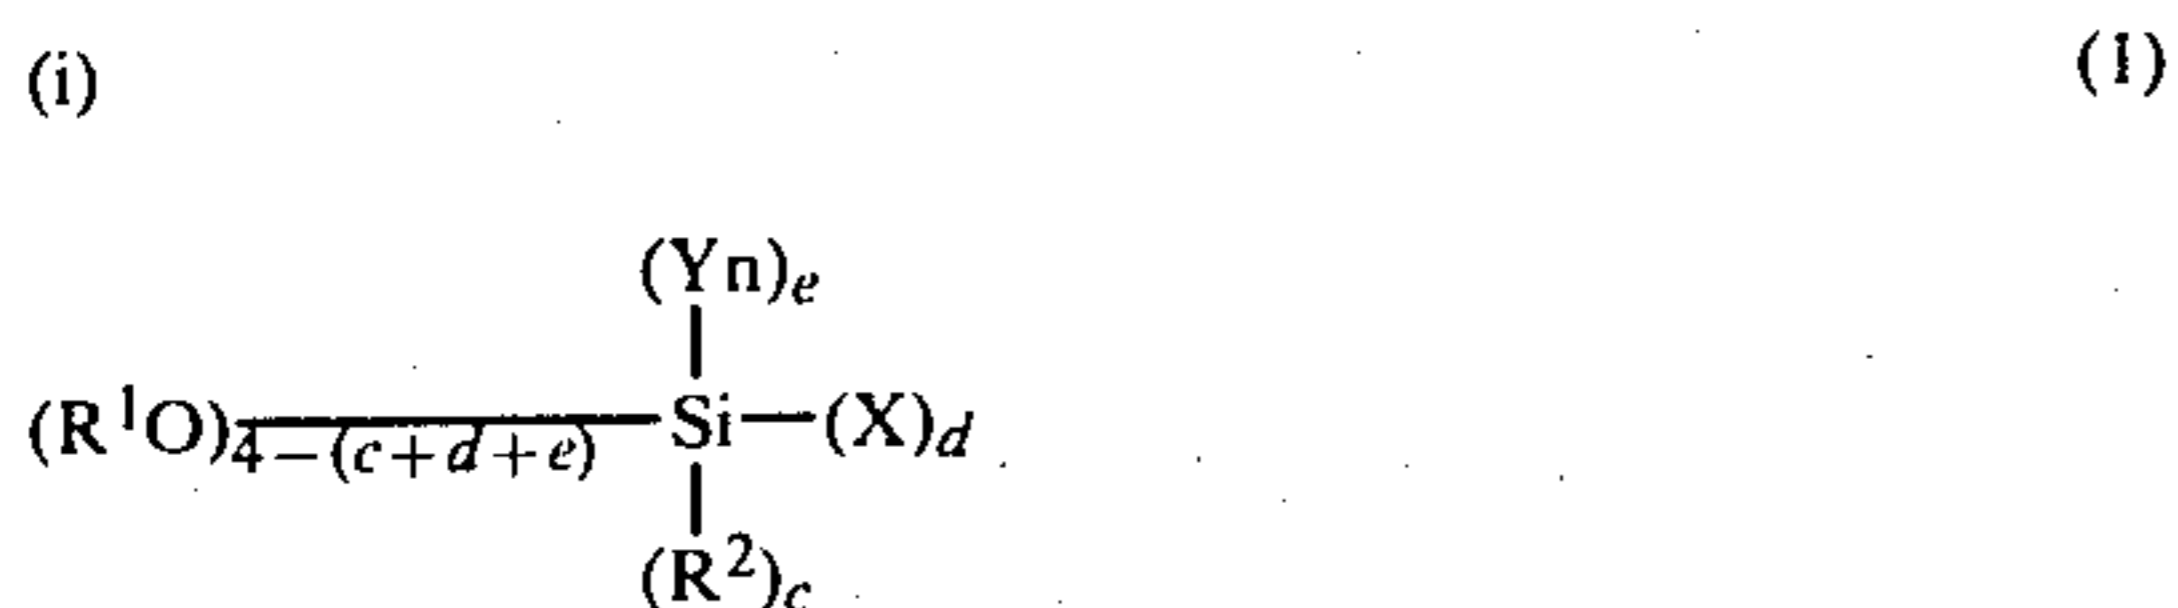 (i) (I)
(Yn)e
(R¹O)4−(c+d+e)—Si—(X)d
(R²)c